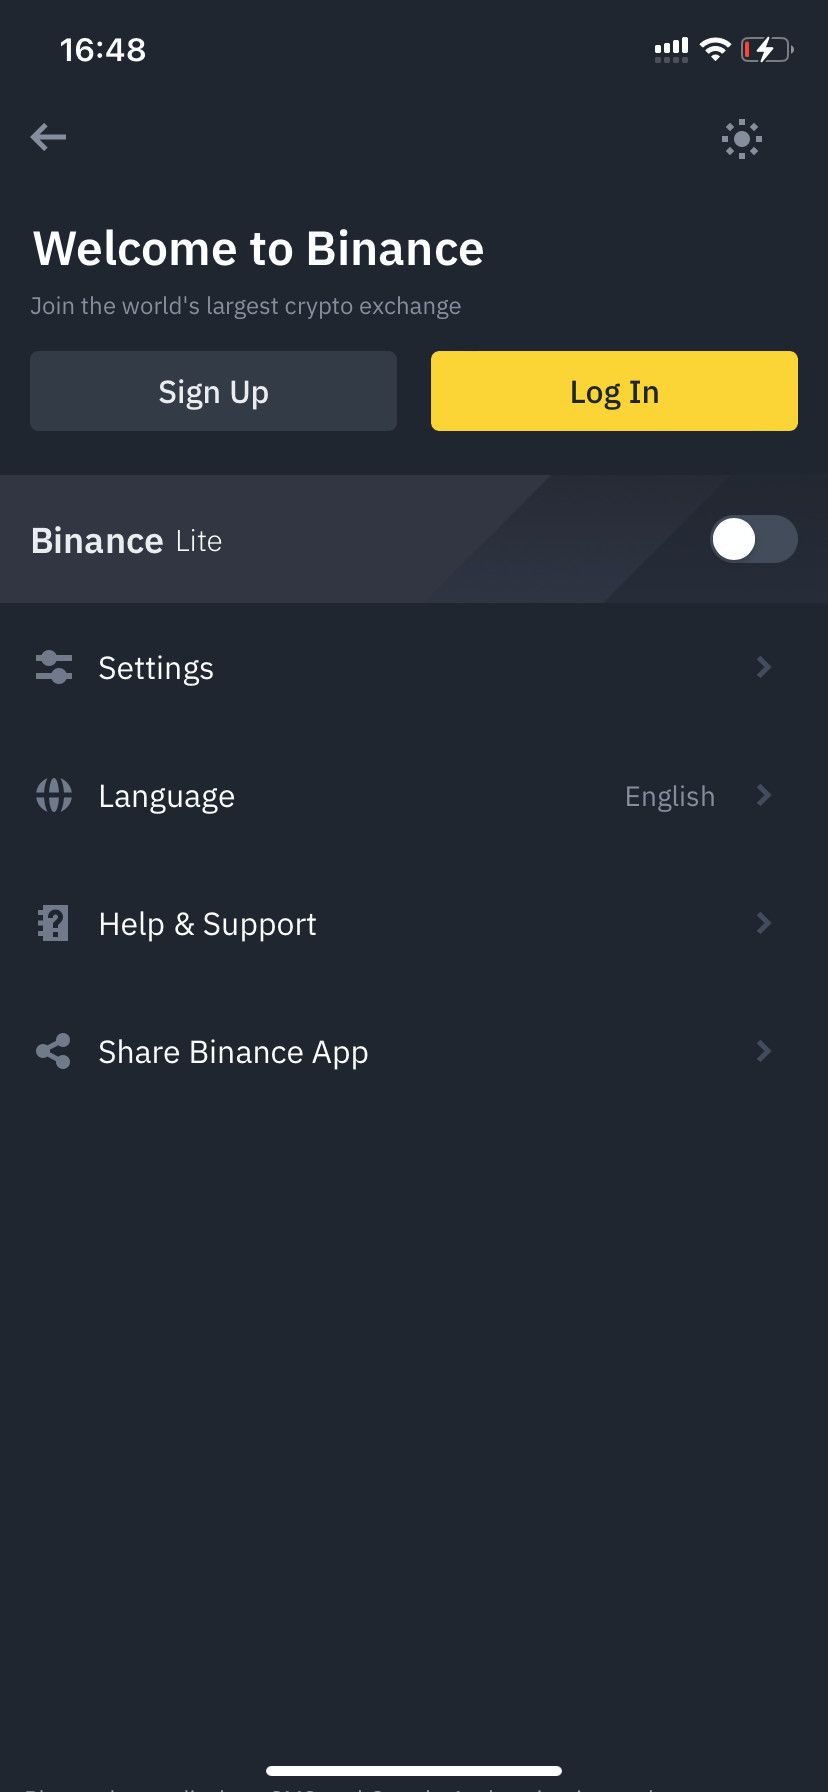 16:48
Welcome to Binance
Join the world's largest crypto exchange
Sign Up
Log In
Binance Lite
Settings
Language English
Help & Support
Share Binance App